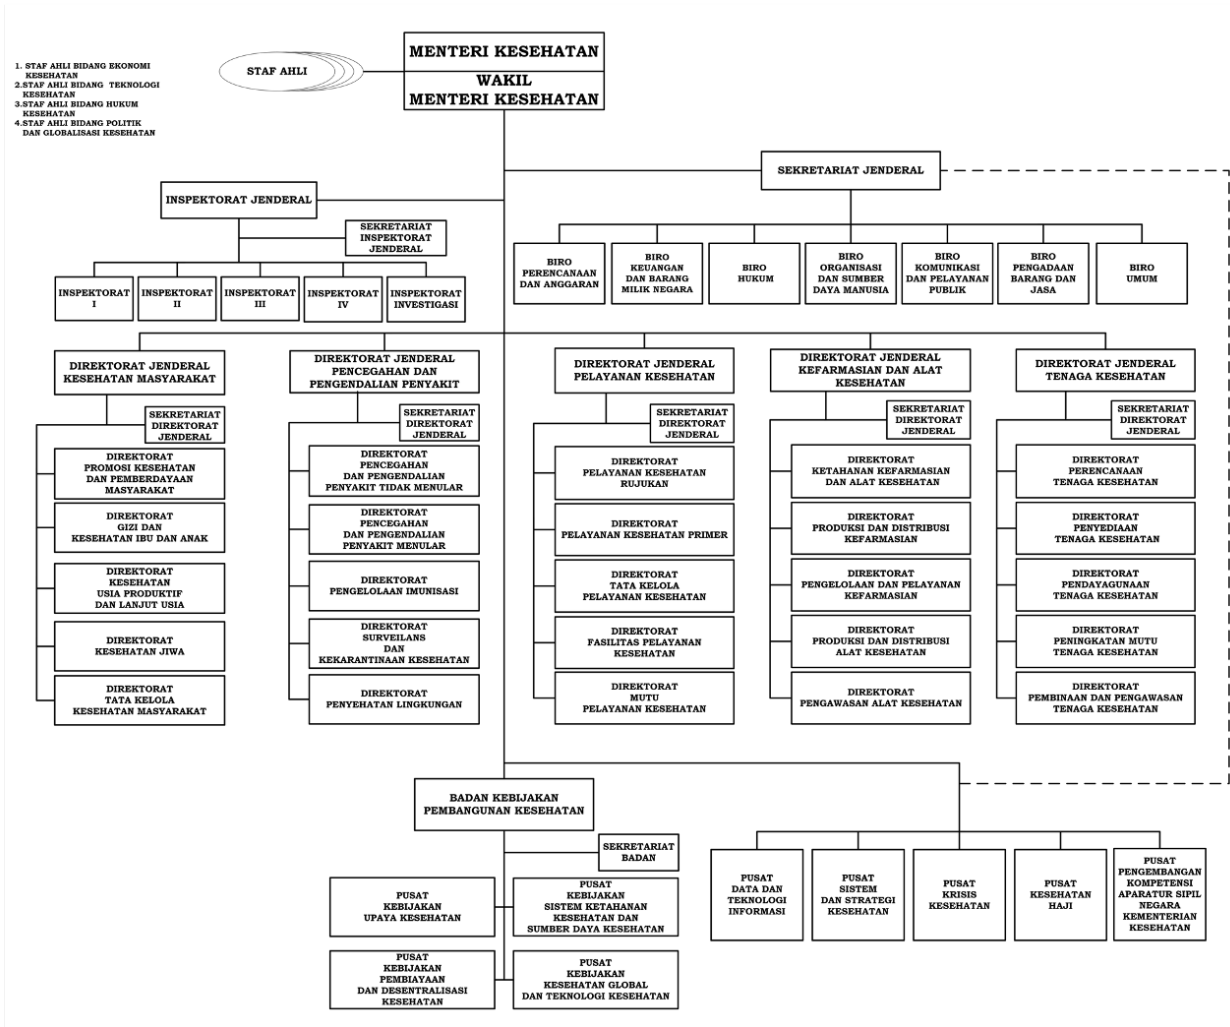 MENTERI KESEHATAN
WAKIL
MENTERI KESEHATAN
STAF AHLI
1. STAF AHLI BIDANG EKONOMI
KESEHATAN
2.STAF AHLI BIDANG TEKNOLOGI
KESEHATAN
3.STAF AHLI BIDANG HUKUM
KESEHATAN
4.STAF AHLI BIDANG POLITIK
DAN GLOBALISASI KESEHATAN
SEKRETARIAT JENDERAL
INSPEKTORAT JENDERAL
SEKRETARIAT
INSPEKTORAT
JENDERAL
INSPEKTORAT
I
INSPEKTORAT
II
INSPEKTORAT
III
INSPEKTORAT
IV
INSPEKTORAT
INVESTIGASI
BIRO
PERENCANAAN
DAN ANGGARAN
BIRO
KEUANGAN
DAN BARANG
MILIK NEGARA
BIRO
HUKUM
BIRO
ORGANISASI
DAN SUMBER
DAYA MANUSIA
BIRO
KOMUNIKASI
DAN PELAYANAN
PUBLIK
BIRO
PENGADAAN
BARANG DAN
JASA
BIRO
UMUM
DIREKTORAT JENDERAL
KESEHATAN MASYARAKAT
SEKRETARIAT
DIREKTORAT
JENDERAL
DIREKTORAT
PROMOSI KESEHATAN
DAN PEMBERDAYAAN
MASYARAKAT
DIREKTORAT
GIZI DAN
KESEHATAN IBU DAN ANAK
DIREKTORAT
KESEHATAN
USIA PRODUKTIF
DAN LANJUT USIA
DIREKTORAT
KESEHATAN JIWA
DIREKTORAT
TATA KELOLA
KESEHATAN MASYARAKAT
DIREKTORAT JENDERAL
PENCEGAHAN DAN
PENGENDALIAN PENYAKIT
SEKRETARIAT
DIREKTORAT
JENDERAL
DIREKTORAT
PENCEGAHAN
DAN PENGENDALIAN
PENYAKIT TIDAK MENULAR
DIREKTORAT
PENCEGAHAN
DAN PENGENDALIAN
PENYAKIT MENULAR
DIREKTORAT
PENGELOLAAN IMUNISASI
DIREKTORAT
SURVEILANS
DAN
KEKARANTINAAN KESEHATAN
DIREKTORAT
PENYEHATAN LINGKUNGAN
DIREKTORAT JENDERAL
PELAYANAN KESEHATAN
SEKRETARIAT
DIREKTORAT
JENDERAL
DIREKTORAT
PELAYANAN KESEHATAN
RUJUKAN
DIREKTORAT
PELAYANAN KESEHATAN PRIMER
DIREKTORAT
TATA KELOLA
PELAYANAN KESEHATAN
DIREKTORAT
FASILITAS PELAYANAN
KESEHATAN
DIREKTORAT
MUTU
PELAYANAN KESEHATAN
DIREKTORAT JENDERAL
KEFARMASIAN DAN ALAT
KESEHATAN
SEKRETARIAT
DIREKTORAT
JENDERAL
DIREKTORAT
KETAHANAN KEFARMASIAN
DAN ALAT KESEHATAN
DIREKTORAT
PRODUKSI DAN DISTRIBUSI
KEFARMASIAN
DIREKTORAT
PENGELOLAAN DAN PELAYANAN
KEFARMASIAN
DIREKTORAT
PRODUKSI DAN DISTRIBUSI
ALAT KESEHATAN
DIREKTORAT
PENGAWASAN ALAT KESEHATAN
DIREKTORAT JENDERAL
TENAGA KESEHATAN
SEKRETARIAT
DIREKTORAT
JENDERAL
DIREKTORAT
PERENCANAAN
TENAGA KESEHATAN
DIREKTORAT
PENYEDIAAN
TENAGA KESEHATAN
DIREKTORAT
PENDAYAGUNAAN
TENAGA KESEHATAN
DIREKTORAT
PENINGKATAN MUTU
TENAGA KESEHATAN
DIREKTORAT
PEMBINAAN DAN PENGAWASAN
TENAGA KESEHATAN
BADAN KEBIJAKAN
PEMBANGUNAN KESEHATAN
SEKRETARIAT
BADAN
PUSAT
KEBIJAKAN
UPAYA KESEHATAN
PUSAT
KEBIJAKAN
SISTEM KETAHANAN
KESEHATAN DAN
SUMBER DAYA KESEHATAN
PUSAT
KEBIJAKAN
PEMBIAYAAN
DAN DESENTRALISASI
KESEHATAN
PUSAT
KEBIJAKAN
KESEHATAN GLOBAL
DAN TEKNOLOGI KESEHATAN
PUSAT
DATA DAN
TEKNOLOGI
INFORMASI
PUSAT
SISTEM
DAN STRATEGI
KESEHATAN
PUSAT
KRISIS
KESEHATAN
PUSAT
KESEHATAN
HAJI
PUSAT
PENGEMBANGAN
KOMPETENSI
APARATUR SIPIL
NEGARA
KEMENTERIAN
KESEHATAN